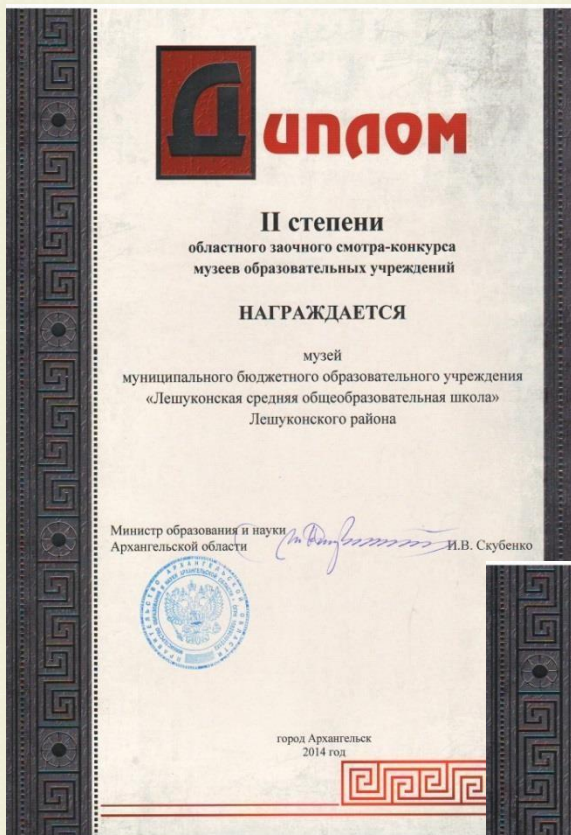 Диплом
II степени
областного заочного смотра-конкурса
музеев образовательных учреждений
НАГРАЖДАЕТСЯ
музей
муниципального бюджетного образовательного учреждения
«Лешуконская средняя общеобразовательная школа»
Лешуконского района
Министр образования и науки
Архангельской области И.В. Скубенко
город Архангельск
2014 год